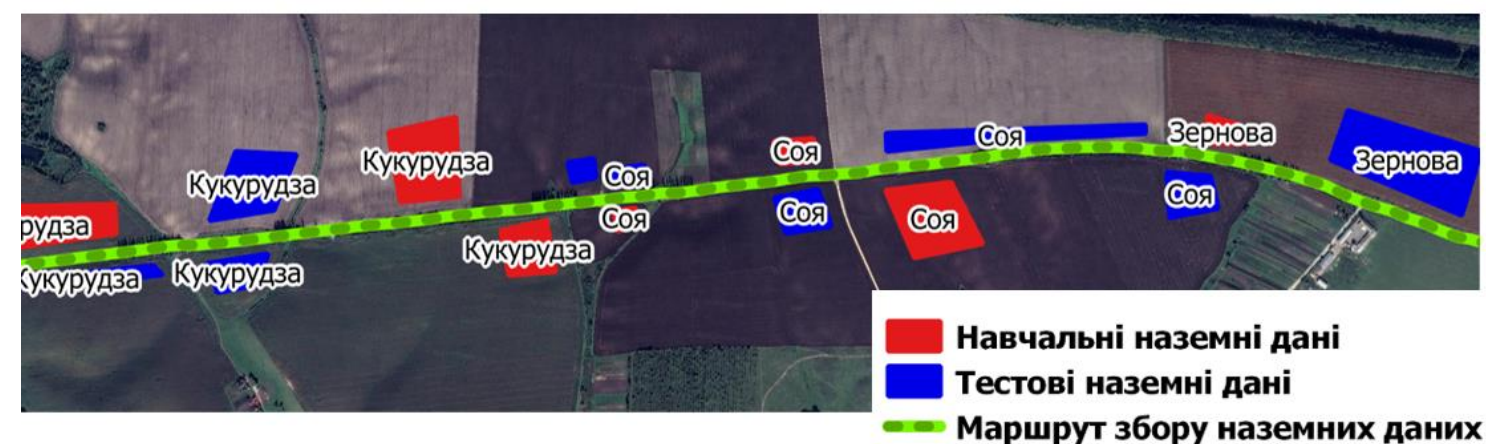 Соя
Зернова
Кукурудза
Соя
Зернова
Соя
Кукурудза
Соя
Соя
Соя
Соя
рудза
Кукурудза
Кукурудза
Кукурудза
Навчальні наземні дані
Тестові наземні дані
Маршрут збору наземних даних